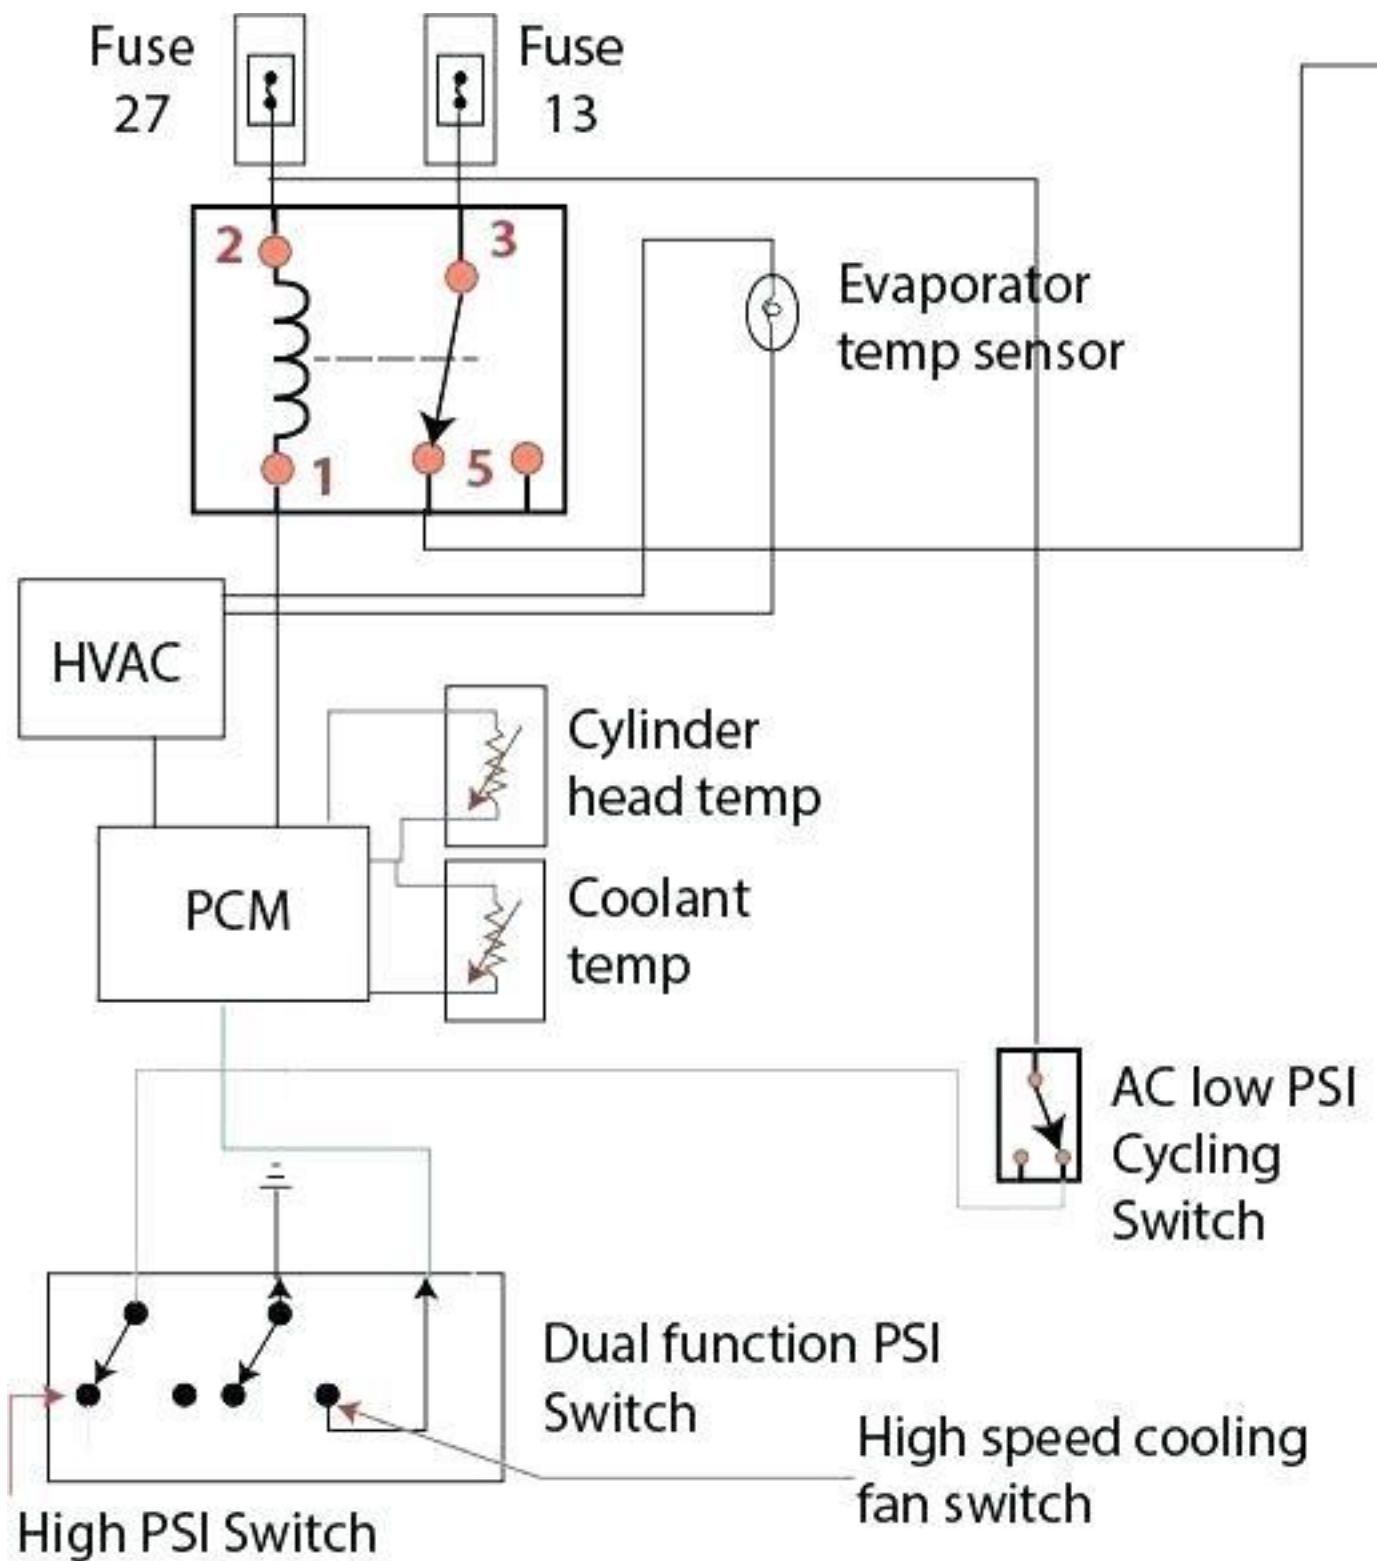 Fuse
27
Fuse
13
2
3
1
5
Evaporator
temp sensor
HVAC
Cylinder
head temp
PCM
Coolant
temp
AC low PSI
Cycling
Switch
Dual function PSI
Switch
High speed cooling
fan switch
High PSI Switch